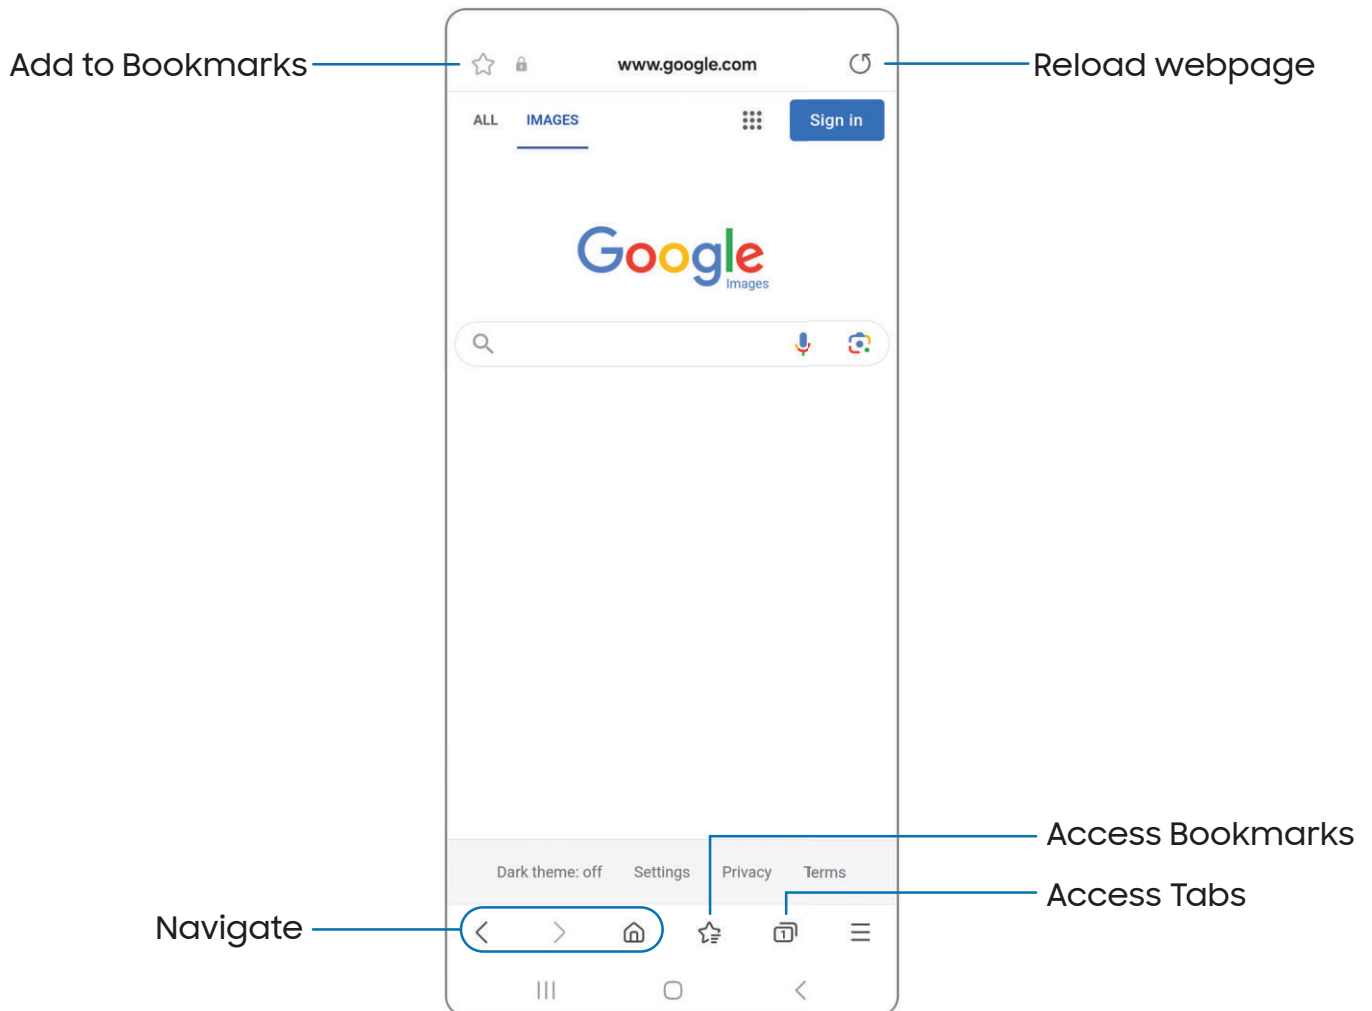 Add to Bookmarks
www.google.com
Reload webpage
ALL IMAGES
Sign in
Google
Images
Access Bookmarks
Dark theme: off Settings Privacy Terms
Access Tabs
Navigate
1